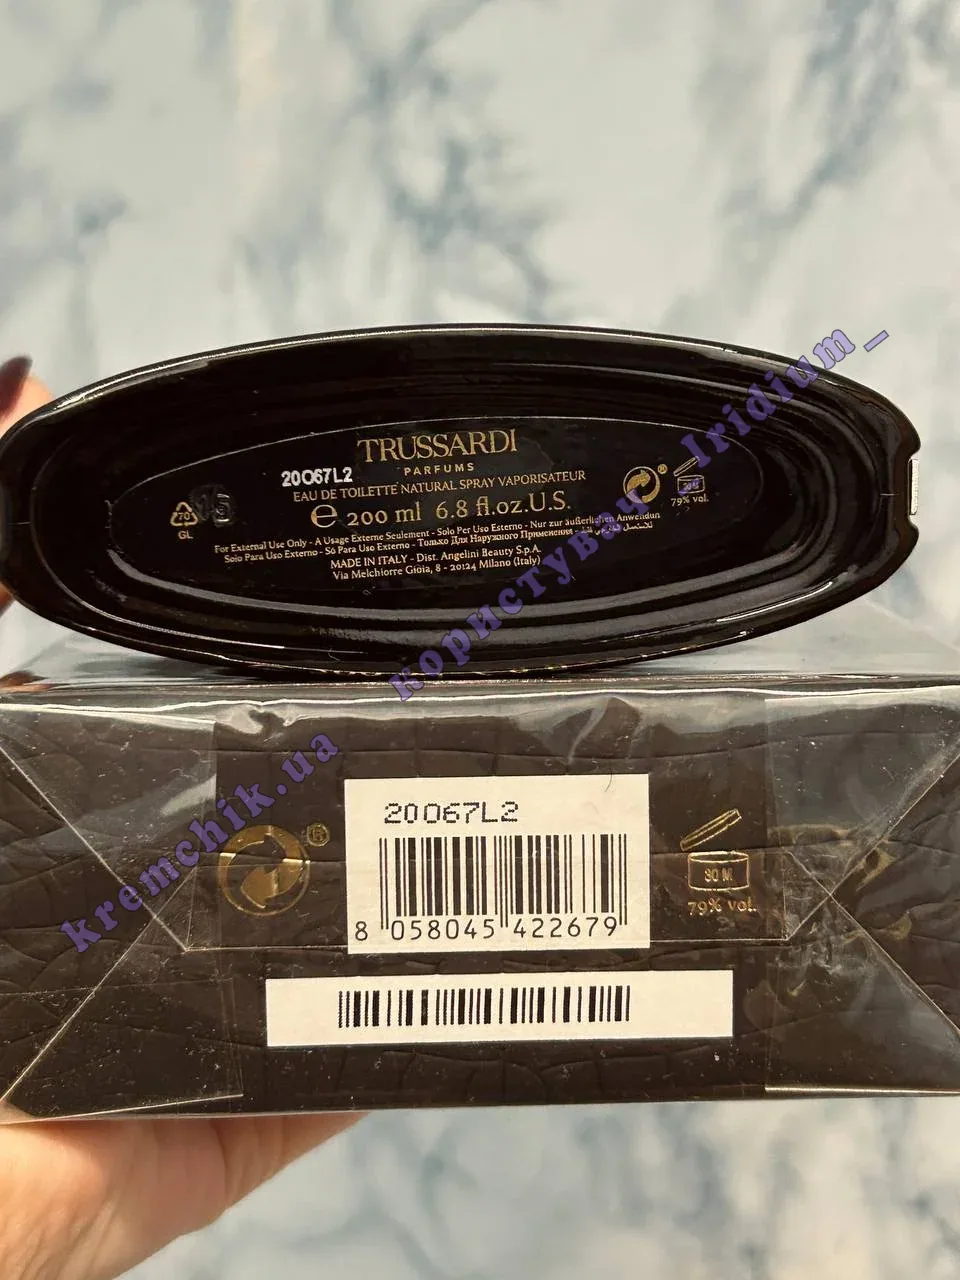 TRUSSARDI
PARFUMS
20067L2
EAU DE TOILETTE NATURAL SPRAY VAPORISATEUR
e 200 ml 6.8 fl.oz.U.S.
For External Use Only - A Usage Externe Seulement - Solo Per Uso Esterno - Nur zur äußerlichen Anwendun
Solo Para Uso Externo - Só Para Uso Externo - Только Для Наружного Применения -
MADE IN ITALY - Dist. Angelini Beauty S.p.A.
Via Melchiorre Gioia, 8 - 20124 Milano (Italy)
70
GL
®
30 M
79% vol.
користувач _Iridium_
kremchik.ua
20067L2
8 058045 422679
®
30 M
79% vol.